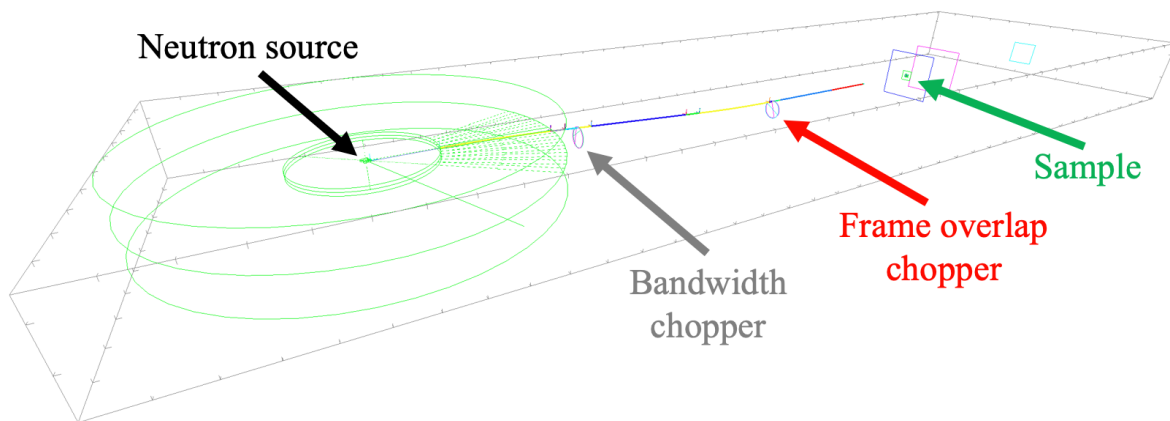 Neutron source
Sample
Frame overlap
chopper
Bandwidth
chopper